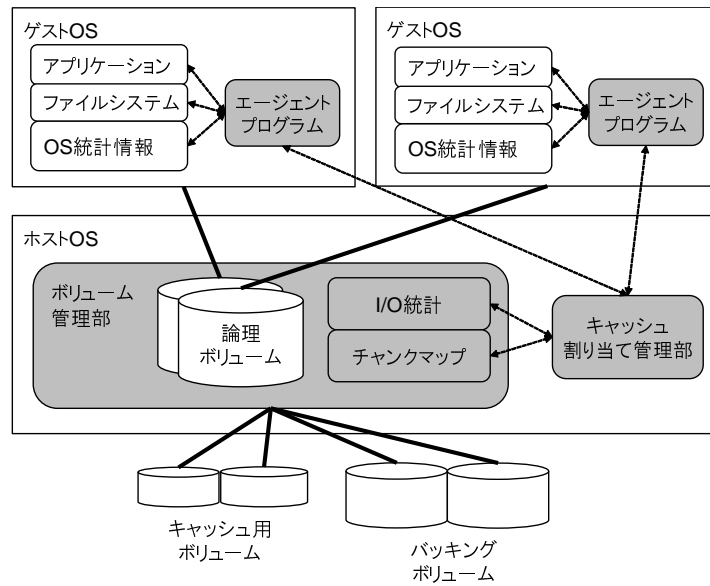 ゲストOS
アプリケーション
ファイルシステム
OS統計情報
エージェント
プログラム
ゲストOS
アプリケーション
ファイルシステム
OS統計情報
エージェント
プログラム
ホストOS
ボリューム
管理部
論理
ボリューム
I/O統計
チャンクマップ
キャッシュ
割り当て管理部
キャッシュ用
ボリューム
バッキング
ボリューム